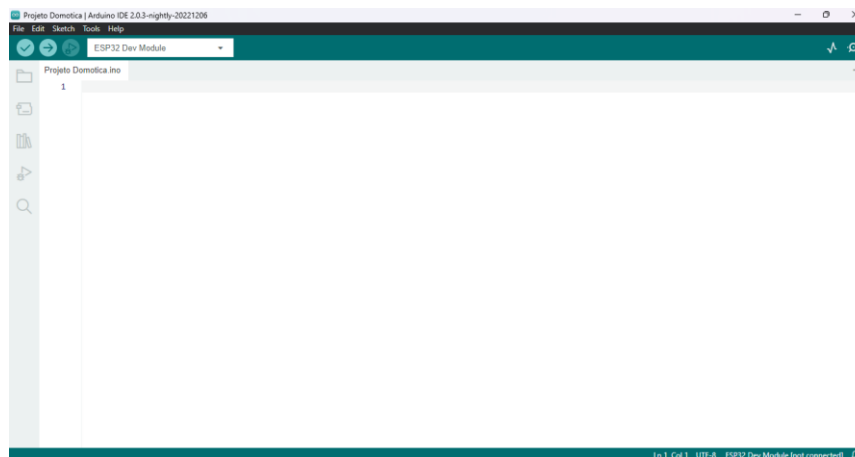 Projeto Domotica | Arduino IDE 2.0.3-nightly-20221206
File Edit Sketch Tools Help
ESP32 Dev Module
Projeto Domotica.ino
1
Ln 1, Col 1 UTF-8 ESP32 Dev Module [not connected]